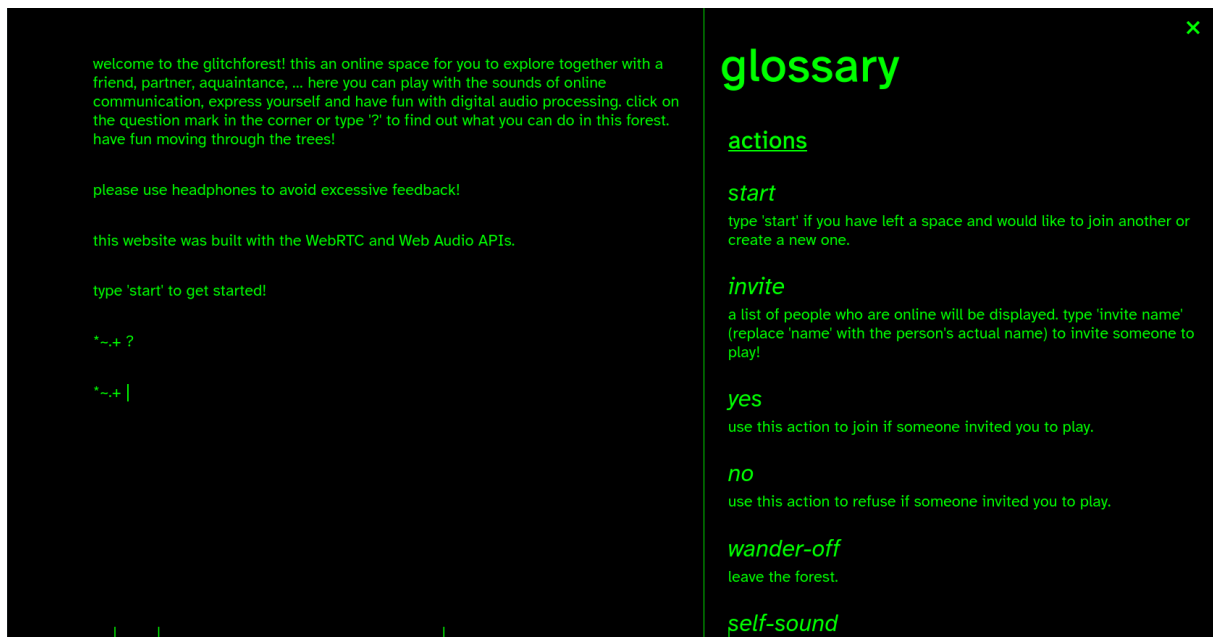 welcome to the glitchforest! this an online space for you to explore together with a
friend, partner, aquaintance, ... here you can play with the sounds of online
communication, express yourself and have fun with digital audio processing. click on
the question mark in the corner or type '?' to find out what you can do in this forest.
have fun moving through the trees!
please use headphones to avoid excessive feedback!
this website was built with the WebRTC and Web Audio APIs.
type 'start' to get started!
*~.+ ?
*~.+
×
glossary
actions
start
type 'start' if you have left a space and would like to join another or
create a new one.
invite
a list of people who are online will be displayed. type 'invite name'
(replace 'name' with the person's actual name) to invite someone to
play!
yes
use this action to join if someone invited you to play.
no
use this action to refuse if someone invited you to play.
wander-off
leave the forest.
self-sound